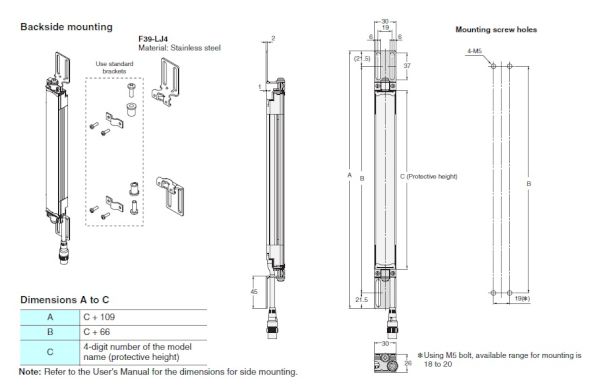 Backside mounting
F39-LJ4
Material: Stainless steel
Use standard
brackets
2
1
45
30
19
6
6
(21.5)
37
A
B
C (Protective height)
21.5
30
26
Mounting screw holes
4-M5
B
19(*)
*Using M5 bolt, available range for mounting is
18 to 20
Dimensions A to C
A C + 109
B C + 66
C 4-digit number of the model
name (protective height)
Note: Refer to the User's Manual for the dimensions for side mounting.